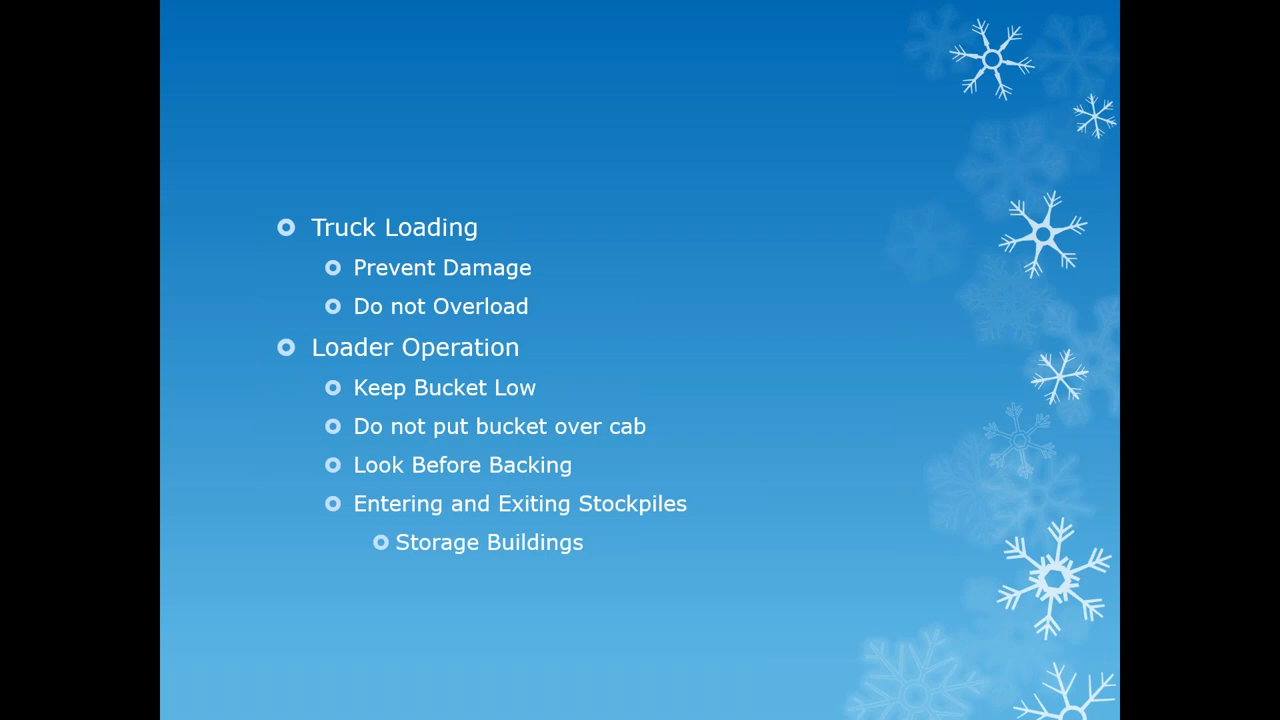 Truck Loading
Prevent Damage
Do not Overload
Loader Operation
Keep Bucket Low
Do not put bucket over cab
Look Before Backing
Entering and Exiting Stockpiles
Storage Buildings